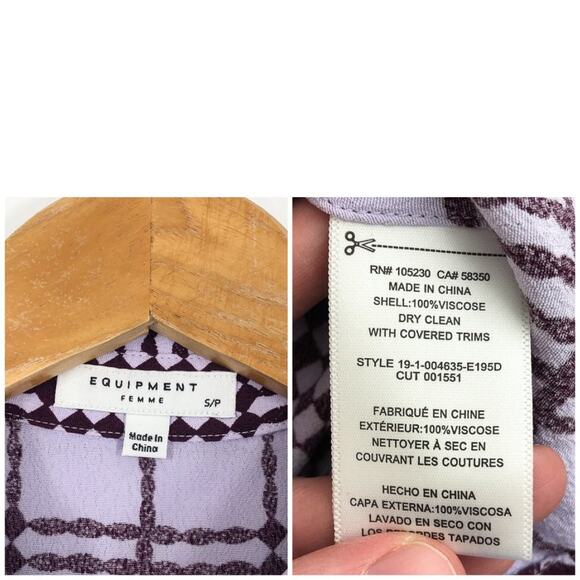 EQUIPMENT
FEMME
S/P
Made In
China
RN# 105230 CA# 58350
MADE IN CHINA
SHELL:100%VISCOSE
DRY CLEAN
WITH COVERED TRIMS
STYLE 19-1-004635-E195D
CUT 001551
FABRIQUÉ EN CHINE
EXTÉRIEUR:100%VISCOSE
NETTOYER À SEC EN
COUVRANT LES COUTURES
HECHO EN CHINA
CAPA EXTERNA:100%VISCOSA
LAVADO EN SECO CON
LOS REBORDES TAPADOS